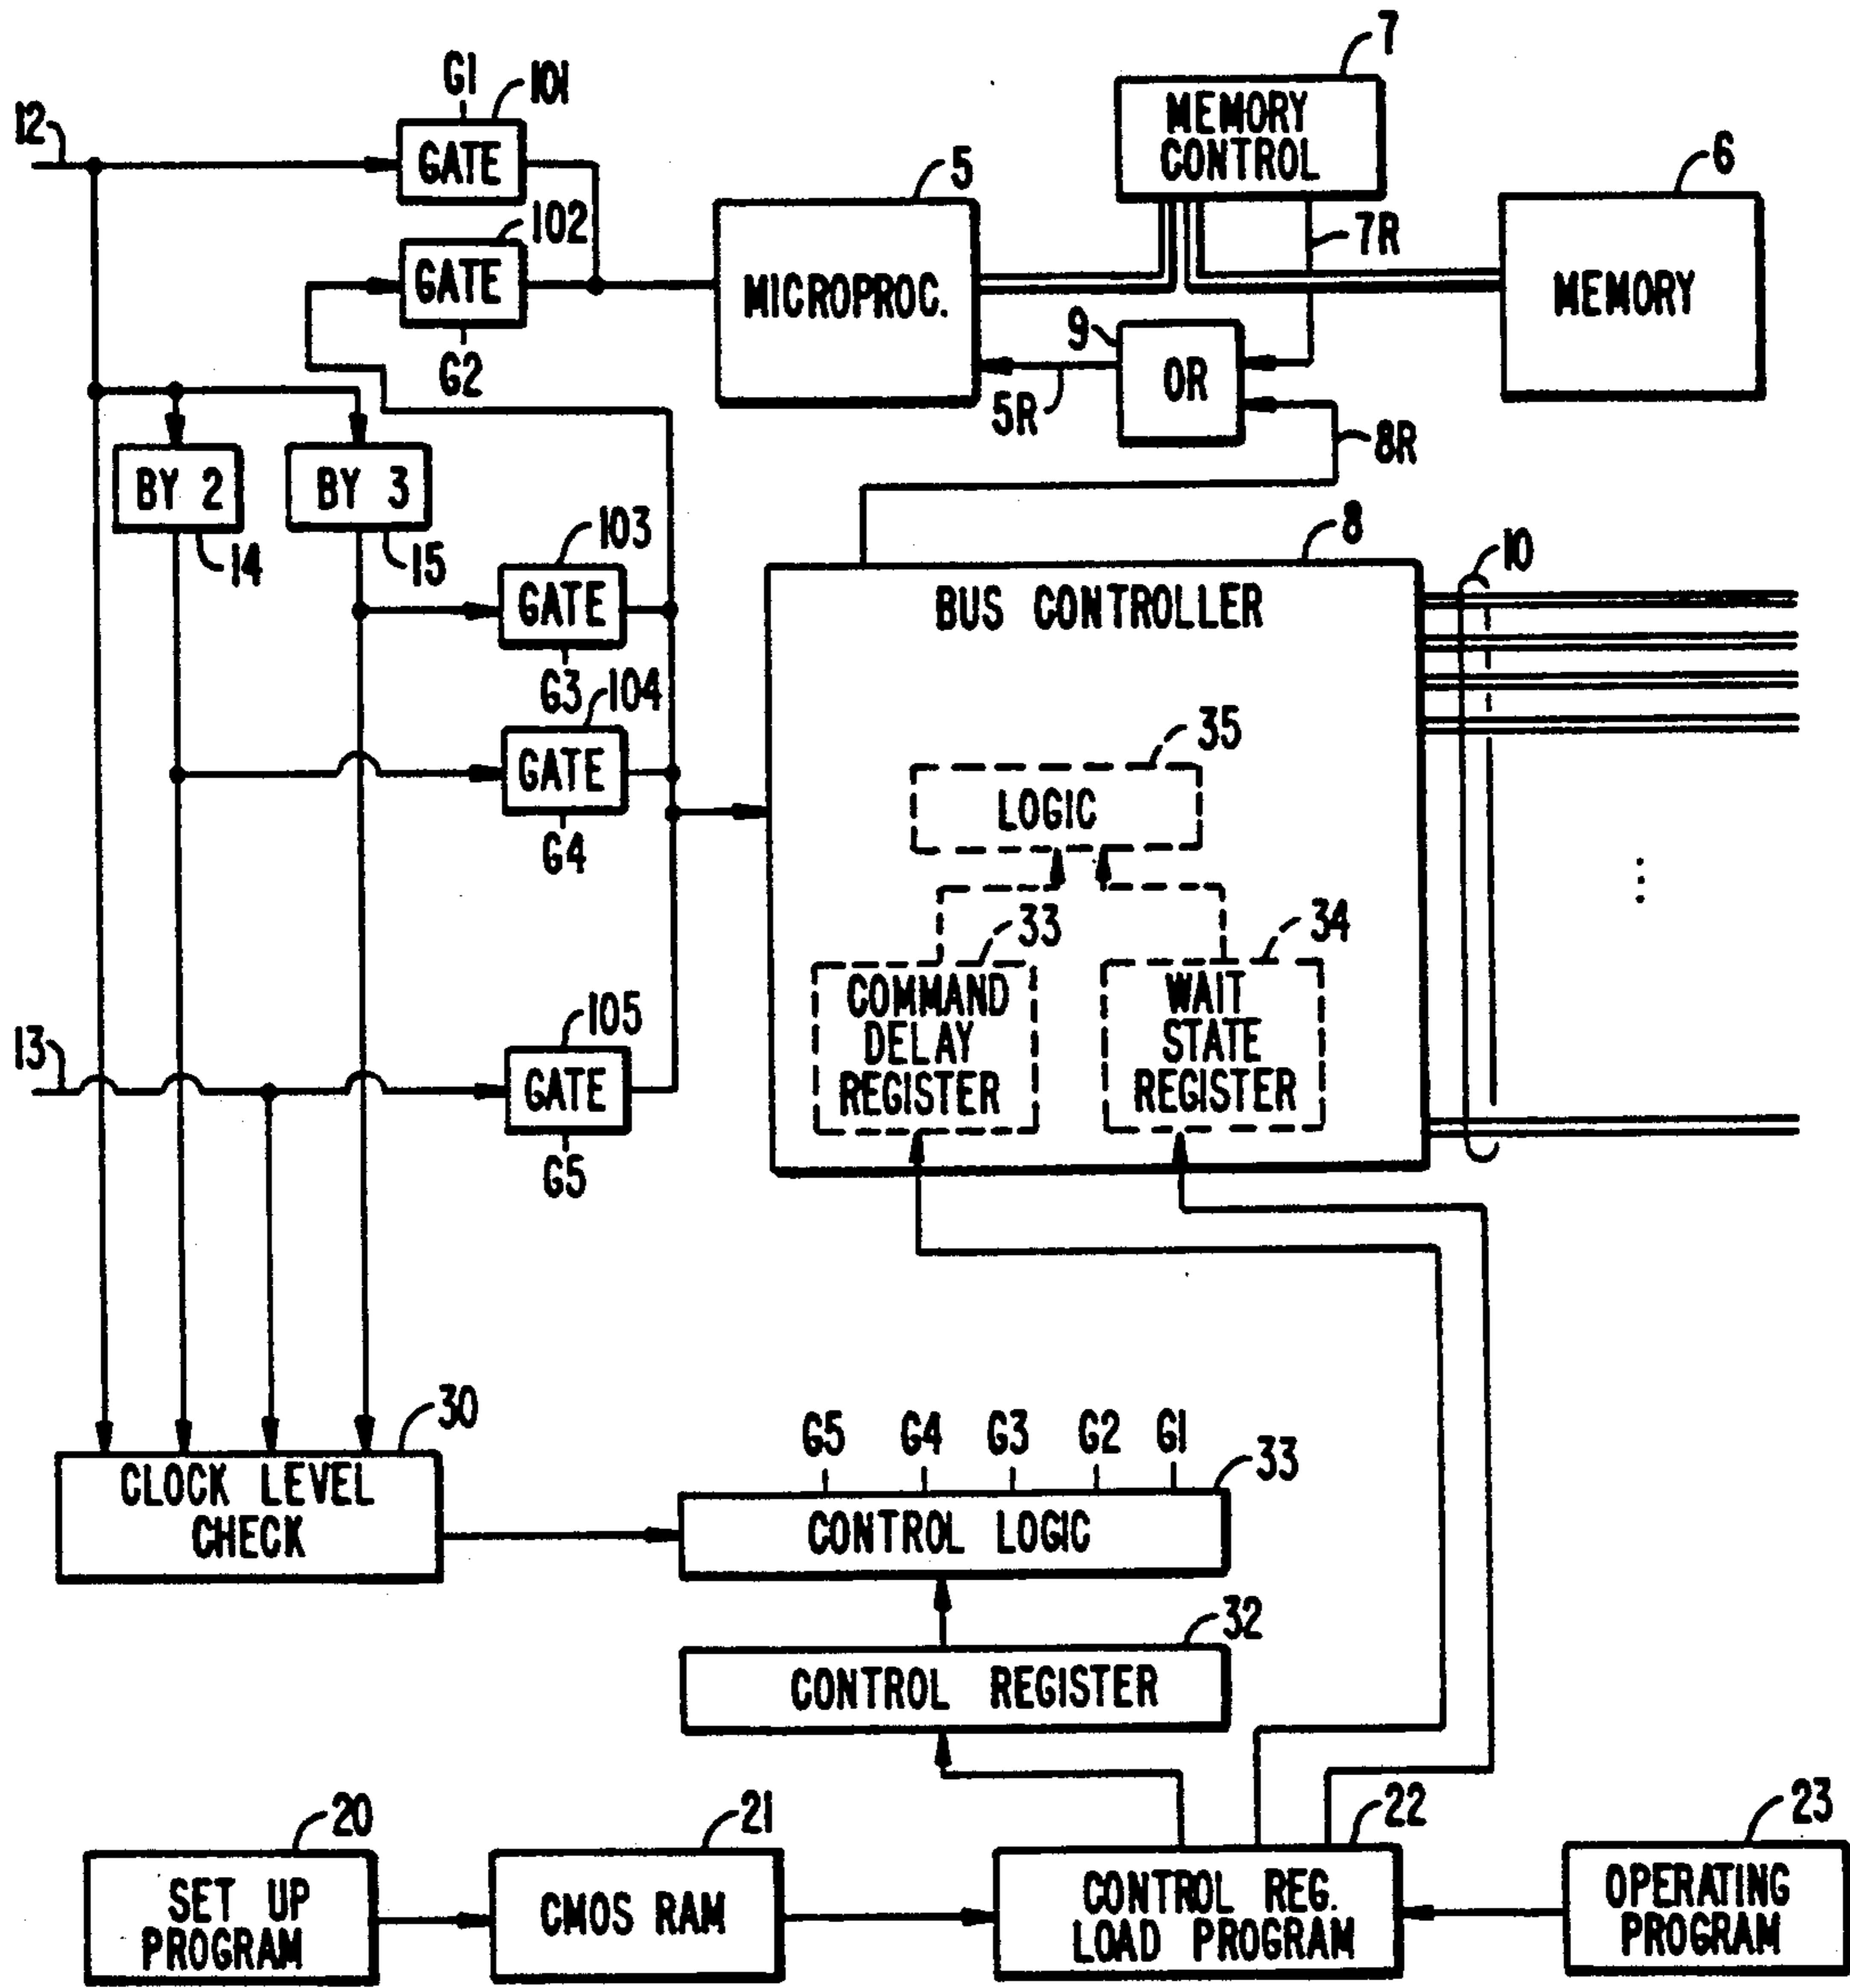 7
G1
101
12
GATE
MEMORY
CONTROL
5
6
102
7R
GATE
MICROPROC.
MEMORY
9
G2
OR
5R
8R
BY 2
BY 3
14
15
103
8
10
GATE
BUS CONTROLLER
G3
104
35
GATE
LOGIC
G4
33
34
105
COMMAND
DELAY
REGISTER
WAIT
STATE
REGISTER
13
GATE
G5
30
G5
G4
G3
G2
G1
33
CLOCK LEVEL
CHECK
CONTROL LOGIC
32
CONTROL REGISTER
20
21
22
23
SET UP
PROGRAM
CMOS RAM
CONTROL REG.
LOAD PROGRAM
OPERATING
PROGRAM